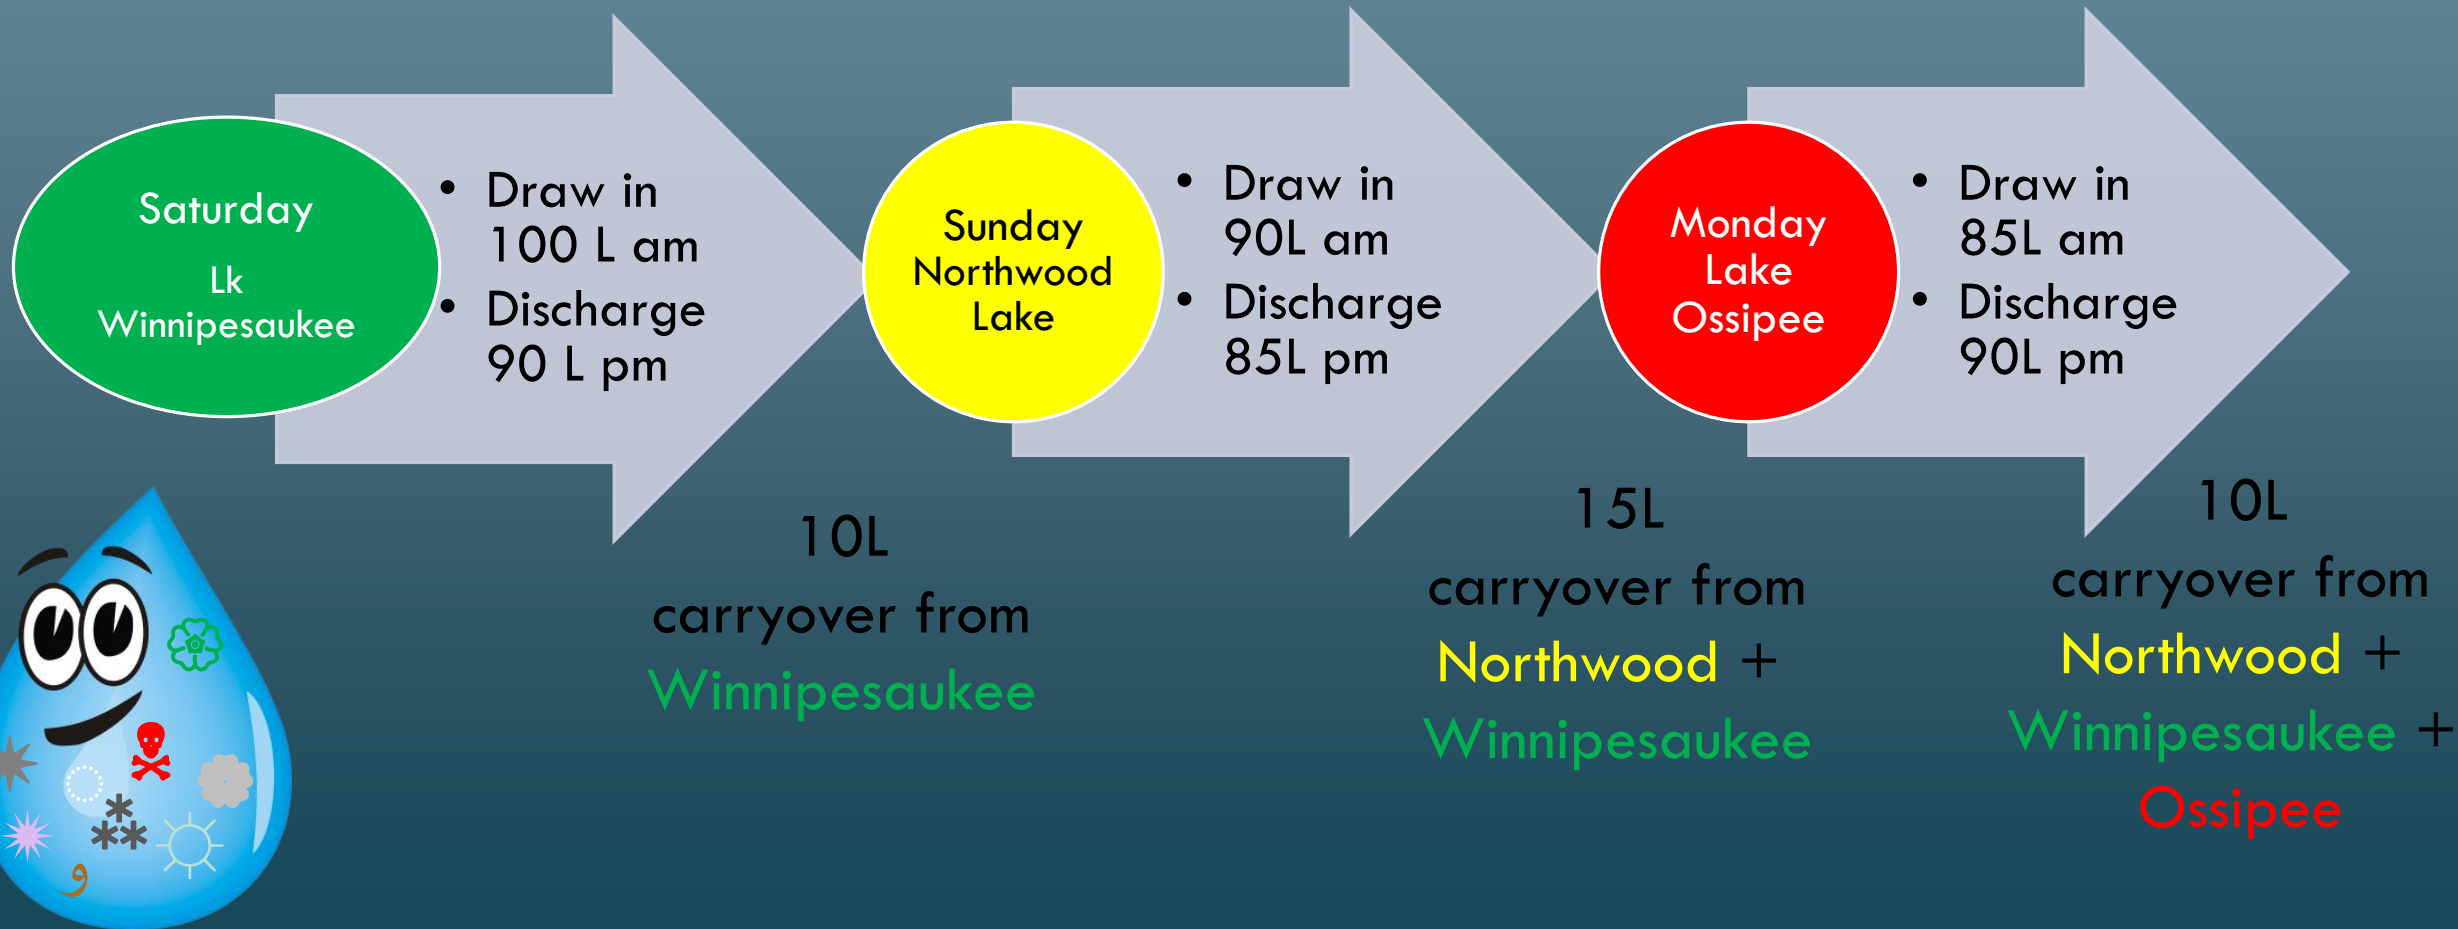 Saturday
Lk
Winnipesaukee
• Draw in
100 L am
• Discharge
90 L pm
Sunday
Northwood
Lake
• Draw in
90L am
• Discharge
85L pm
Monday
Lake
Ossipee
• Draw in
85L am
• Discharge
90L pm
10L
carryover from
Winnipesaukee
15L
carryover from
Northwood +
Winnipesaukee
10L
carryover from
Northwood +
Winnipesaukee +
Ossipee
و